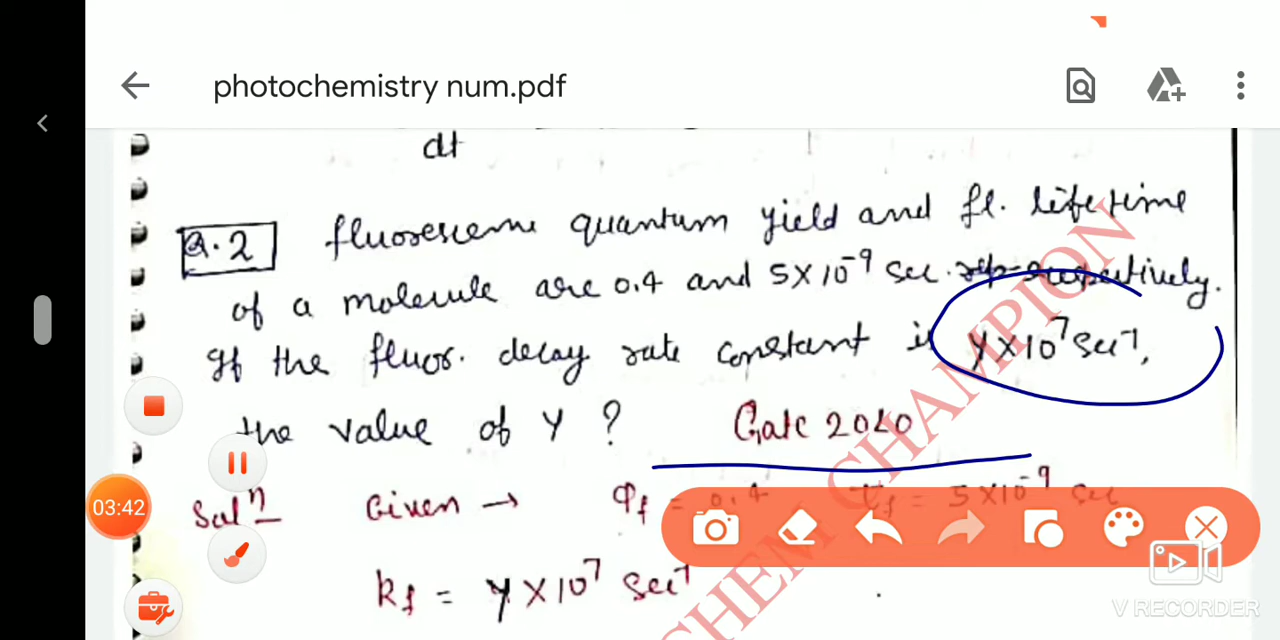 photochemistry num.pdf
dt
Q.2 fluorescene quantum yield and fl. lifetime
of a molecule are 0.4 and 5×10⁻⁹ Sec. respectively.
If the fluor. decay rate constant is Y×10⁷ Sec⁻¹,
the value of Y ? Gate 2020
Solⁿ Given → Φf = 0.4 τf = 5×10⁻⁹ sec
03:42
kf = Y×10⁷ Sec⁻¹
CHEM CHAMPION
V RECORDER